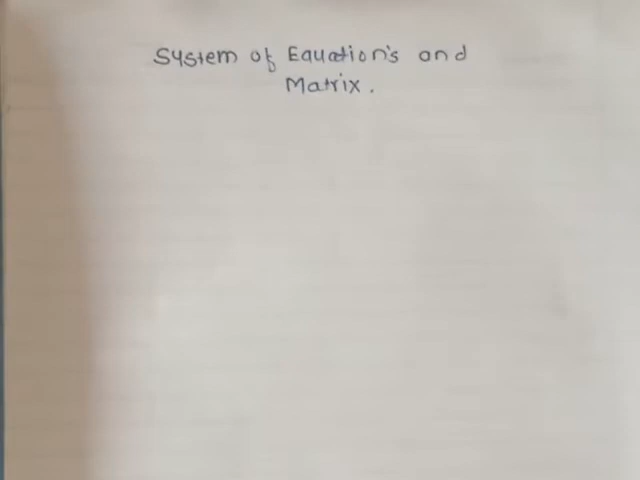 System of Equation's and
Matrix.